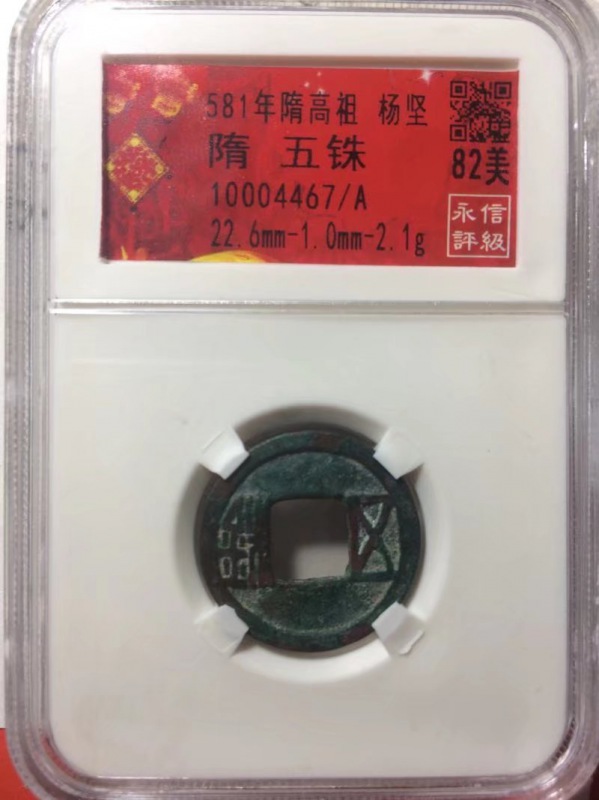 581年隋高祖 杨坚
隋 五铢
82美
10004467/A
22.6mm-1.0mm-2.1g
永信
評級
五